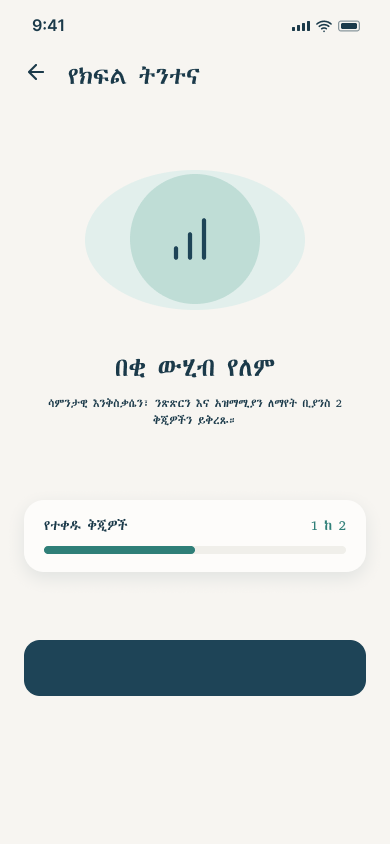 9:41
የክፍል ትንተና
በቂ ውሂብ የለም
ሳምንታዊ እንቅስቃሴን፣ ንጽጽርን እና አዝማሚያን ለማየት ቢያንስ 2
ቅጂዎችን ይቅረጹ።
የተቀዱ ቅጂዎች
1 ከ 2